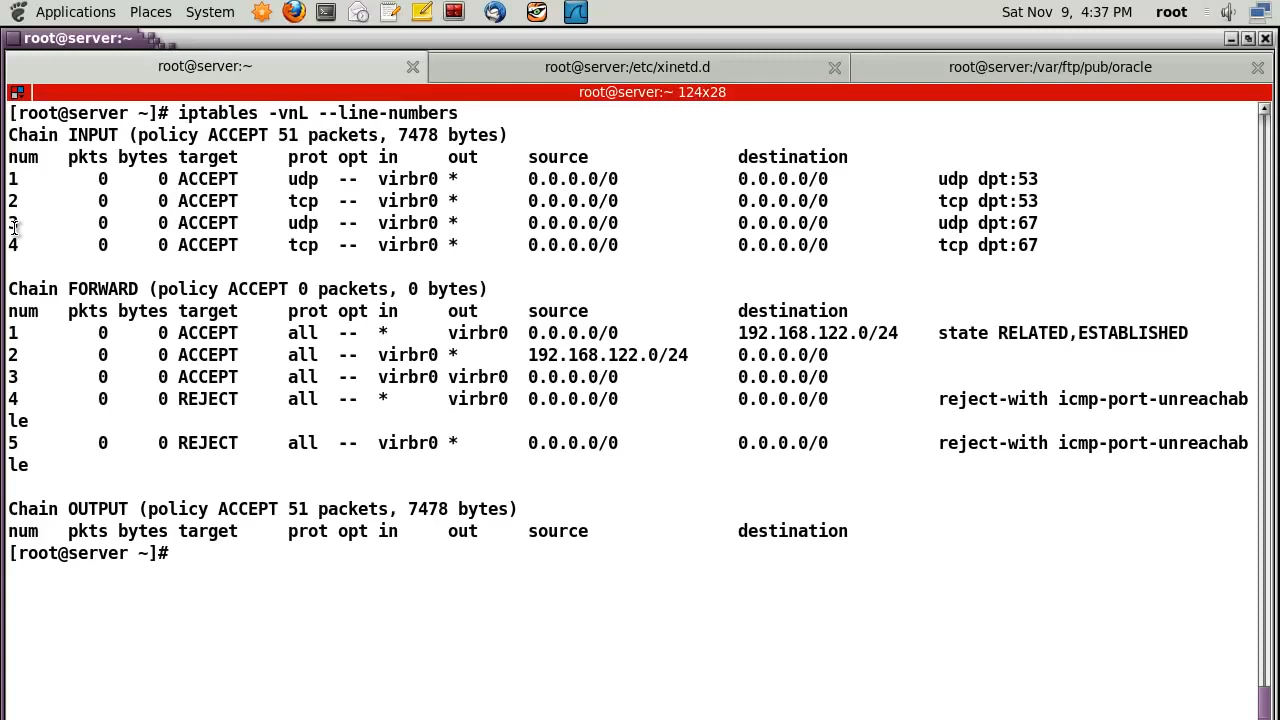 Applications Places System Sat Nov 9, 4:37 PM root
root@server:~
root@server:~ root@server:/etc/xinetd.d root@server:/var/ftp/pub/oracle
root@server:~ 124x28
[root@server ~]# iptables -vnL --line-numbers
Chain INPUT (policy ACCEPT 51 packets, 7478 bytes)
num pkts bytes target prot opt in out source destination
1 0 0 ACCEPT udp -- virbr0 * 0.0.0.0/0 0.0.0.0/0 udp dpt:53
2 0 0 ACCEPT tcp -- virbr0 * 0.0.0.0/0 0.0.0.0/0 tcp dpt:53
3 0 0 ACCEPT udp -- virbr0 * 0.0.0.0/0 0.0.0.0/0 udp dpt:67
4 0 0 ACCEPT tcp -- virbr0 * 0.0.0.0/0 0.0.0.0/0 tcp dpt:67
Chain FORWARD (policy ACCEPT 0 packets, 0 bytes)
num pkts bytes target prot opt in out source destination
1 0 0 ACCEPT all -- * virbr0 0.0.0.0/0 192.168.122.0/24 state RELATED,ESTABLISHED
2 0 0 ACCEPT all -- virbr0 * 192.168.122.0/24 0.0.0.0/0
3 0 0 ACCEPT all -- virbr0 virbr0 0.0.0.0/0 0.0.0.0/0
4 0 0 REJECT all -- * virbr0 0.0.0.0/0 0.0.0.0/0 reject-with icmp-port-unreachab
le
5 0 0 REJECT all -- virbr0 * 0.0.0.0/0 0.0.0.0/0 reject-with icmp-port-unreachab
le
Chain OUTPUT (policy ACCEPT 51 packets, 7478 bytes)
num pkts bytes target prot opt in out source destination
[root@server ~]#